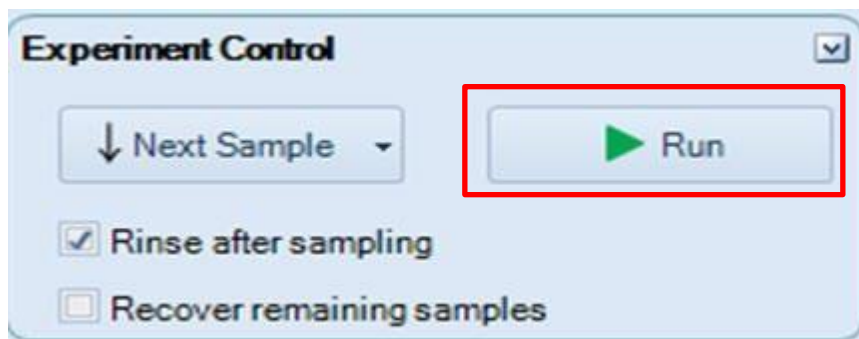 Experiment Control
Next Sample
Run
Rinse after sampling
Recover remaining samples